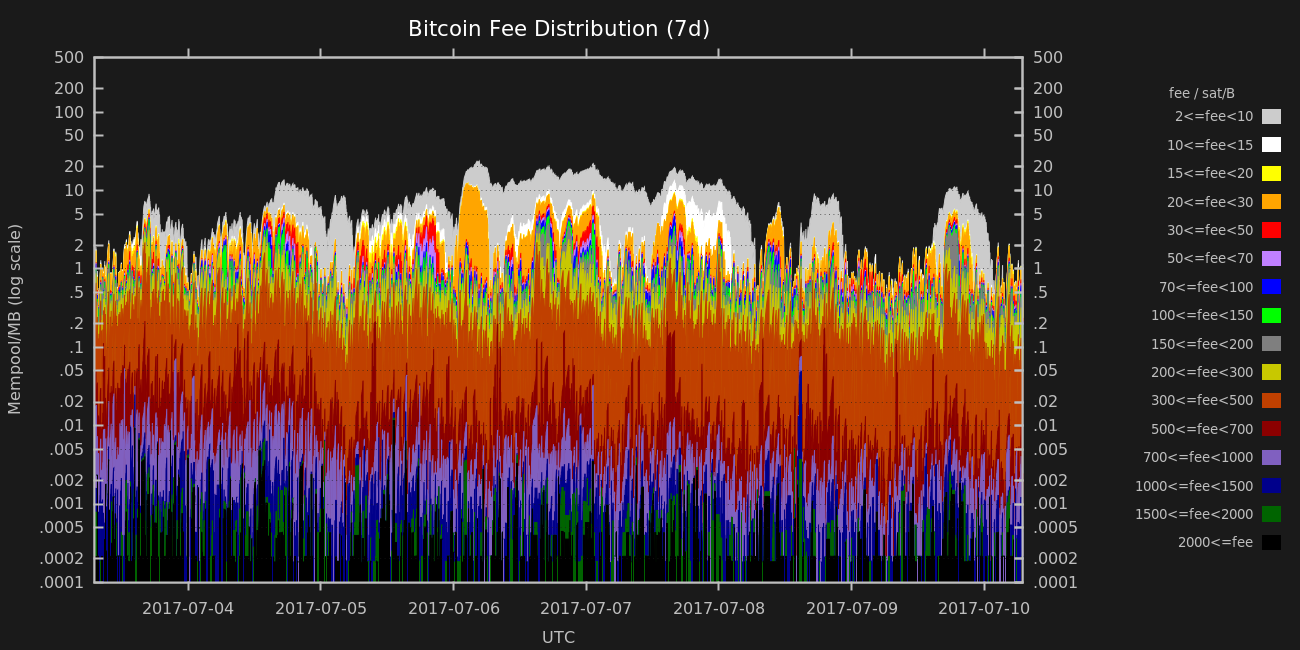 Bitcoin Fee Distribution (7d)
Mempool/MB (log scale)
500
200
100
50
20
10
5
2
1
.5
.2
.1
.05
.02
.01
.005
.002
.001
.0005
.0002
.0001
500
200
100
50
20
10
5
2
1
.5
.2
.1
.05
.02
.01
.005
.002
.001
.0005
.0002
.0001
2017-07-04 2017-07-05 2017-07-06 2017-07-07 2017-07-08 2017-07-09 2017-07-10
UTC
fee / sat/B
2<=fee<10
10<=fee<15
15<=fee<20
20<=fee<30
30<=fee<50
50<=fee<70
70<=fee<100
100<=fee<150
150<=fee<200
200<=fee<300
300<=fee<500
500<=fee<700
700<=fee<1000
1000<=fee<1500
1500<=fee<2000
2000<=fee